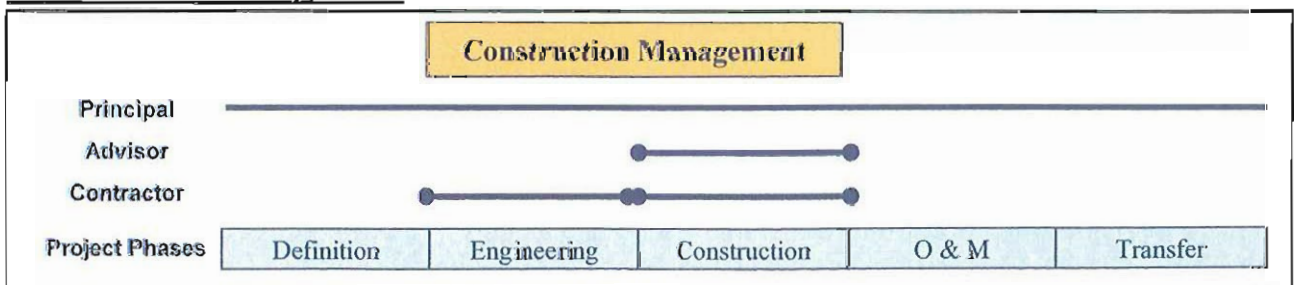 Construction Management
Principal
Advisor
Contractor
Project Phases Definition Engineering Construction O & M Transfer